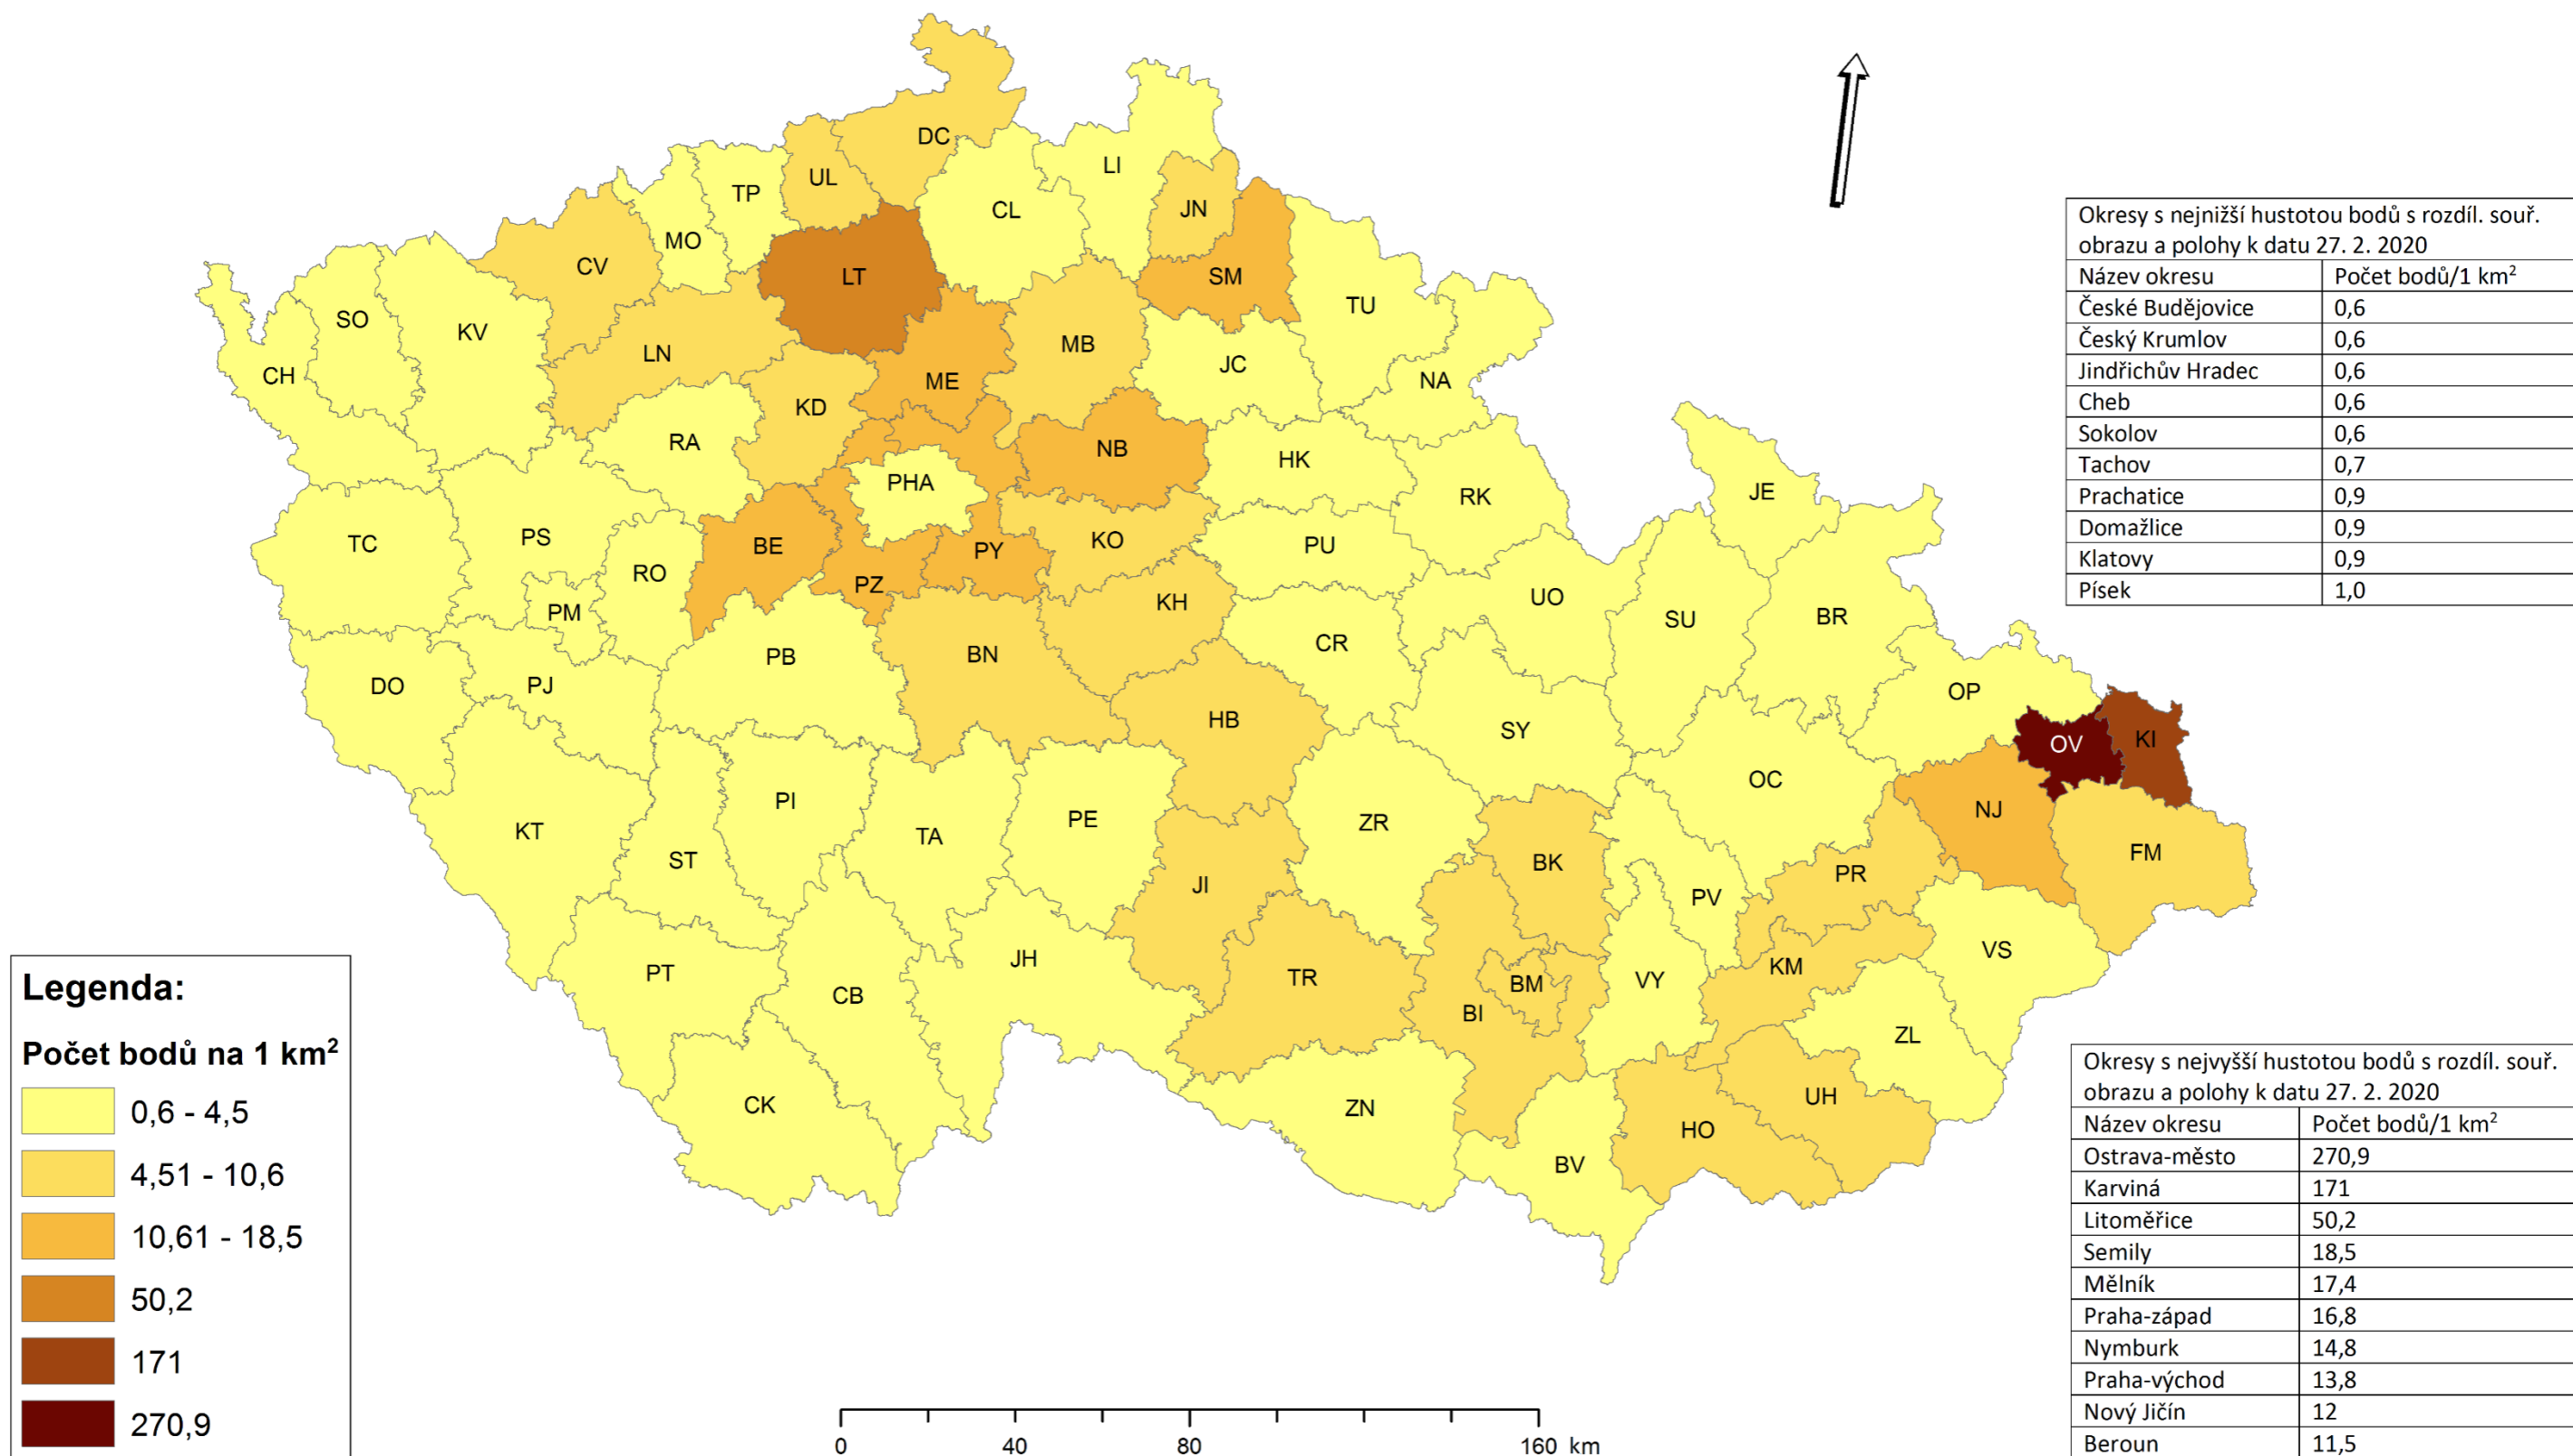 DC
LI
UL
TP
JN
CL
MO
CV
LT
SM
TU
SO
KV
LN
MB
JC
CH
ME
NA
KD
RA
NB
HK
PHA
RK
JE
TC
PS
BE
PY
KO
PU
RO
PZ
PM
KH
UO
SU
BR
CR
PB
BN
DO
PJ
OP
HB
SY
OV
KI
OC
PI
NJ
KT
TA
PE
ZR
ST
BK
FM
JI
PR
PV
PT
JH
VS
KM
TR
BM
VY
CB
BI
ZL
CK
ZN
UH
HO
BV
Okresy s nejnižší hustotou bodů s rozdíl. souř.
obrazu a polohy k datu 27. 2. 2020
Název okresu Počet bodů/1 km²
České Budějovice 0,6
Český Krumlov 0,6
Jindřichův Hradec 0,6
Cheb 0,6
Sokolov 0,6
Tachov 0,7
Prachatice 0,9
Domažlice 0,9
Klatovy 0,9
Písek 1,0
Legenda:
Počet bodů na 1 km²
0,6 - 4,5
4,51 - 10,6
10,61 - 18,5
50,2
171
270,9
0 40 80 160 km
Okresy s nejvyšší hustotou bodů s rozdíl. souř.
obrazu a polohy k datu 27. 2. 2020
Název okresu Počet bodů/1 km²
Ostrava-město 270,9
Karviná 171
Litoměřice 50,2
Semily 18,5
Mělník 17,4
Praha-západ 16,8
Nymburk 14,8
Praha-východ 13,8
Nový Jičín 12
Beroun 11,5